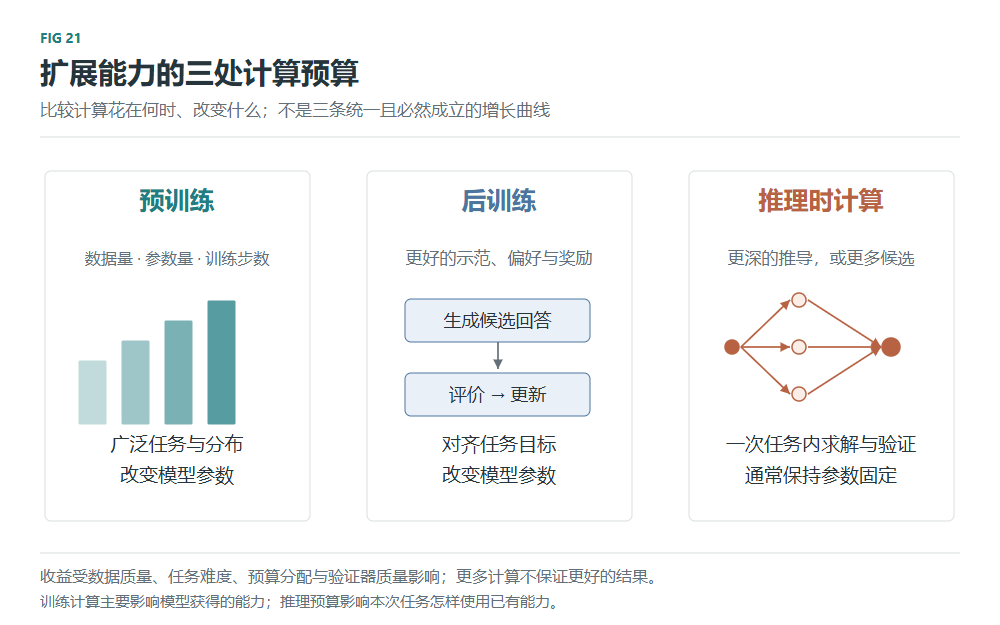 FIG 21
扩展能力的三处计算预算
比较计算花在何时、改变什么；不是三条统一且必然成立的增长曲线
预训练
数据量 · 参数量 · 训练步数
广泛任务与分布
改变模型参数
后训练
更好的示范、偏好与奖励
生成候选回答
评价 → 更新
对齐任务目标
改变模型参数
推理时计算
更深的推导，或更多候选
一次任务内求解与验证
通常保持参数固定
收益受数据质量、任务难度、预算分配与验证器质量影响；更多计算不保证更好的结果。
训练计算主要影响模型获得的能力；推理预算影响本次任务怎样使用已有能力。